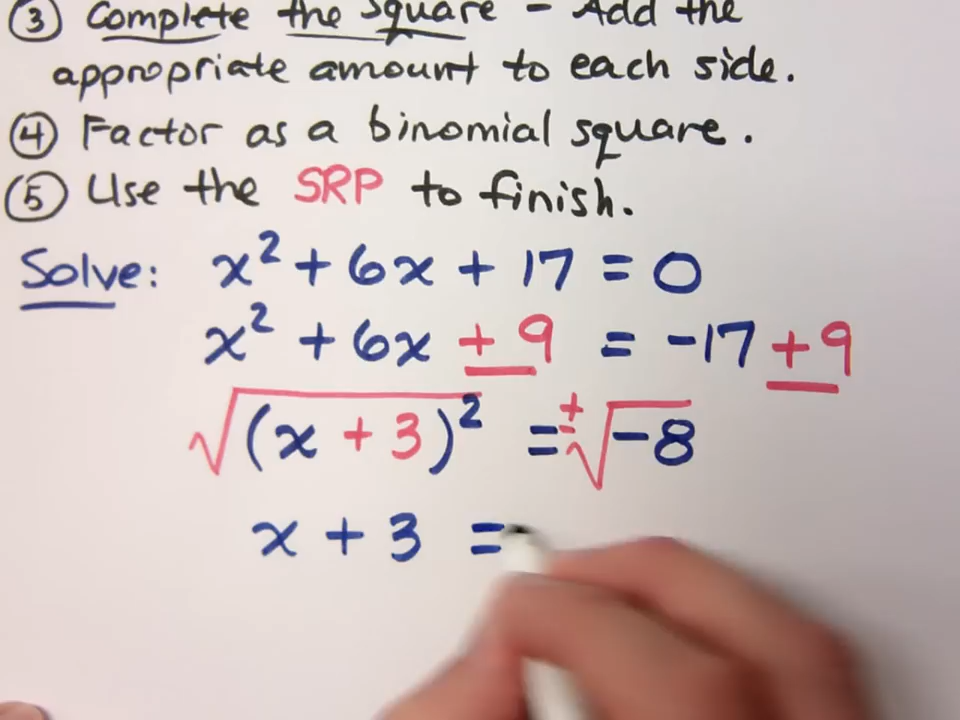 ③ Complete the square - Add the
appropriate amount to each side.
④ Factor as a binomial square.
⑤ Use the SRP to finish.
Solve: x² + 6x + 17 = 0
x² + 6x + 9 = -17 + 9
√(x + 3)² = ±√-8
x + 3 =